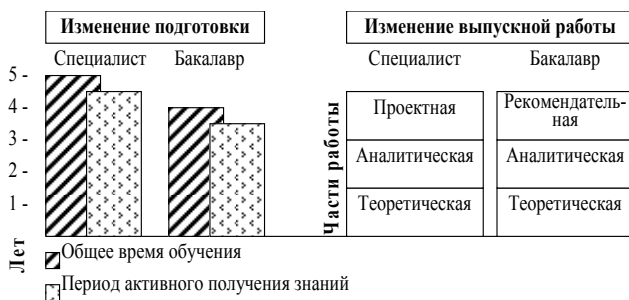 Изменение подготовки
Специалист Бакалавр
5 -
4 -
3 -
2 -
1 -
Лет
Общее время обучения
Период активного получения знаний
Изменение выпускной работы
Специалист Бакалавр
Части работы
Проектная
Рекомендатель-
ная
Аналитическая Аналитическая
Теоретическая Теоретическая